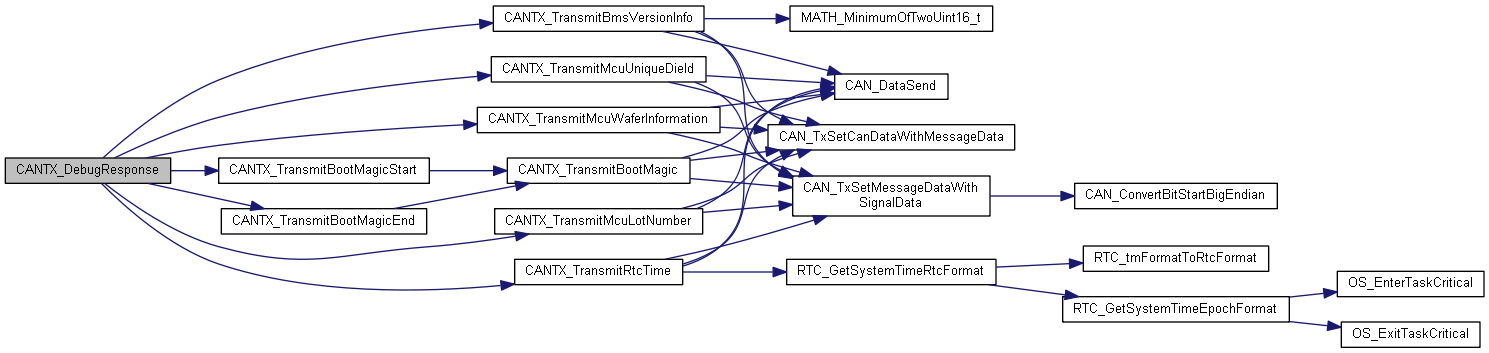 CANTX_DebugResponse
CANTX_TransmitBmsVersionInfo
MATH_MinimumOfTwoUint16_t
CANTX_TransmitMcuUniqueDieId
CAN_DataSend
CANTX_TransmitMcuWaferInformation
CAN_TxSetCanDataWithMessageData
CANTX_TransmitBootMagicStart
CANTX_TransmitBootMagic
CAN_TxSetMessageDataWith
SignalData
CAN_ConvertBitStartBigEndian
CANTX_TransmitBootMagicEnd
CANTX_TransmitMcuLotNumber
CANTX_TransmitRtcTime
RTC_GetSystemTimeRtcFormat
RTC_tmFormatToRtcFormat
RTC_GetSystemTimeEpochFormat
OS_EnterTaskCritical
OS_ExitTaskCritical